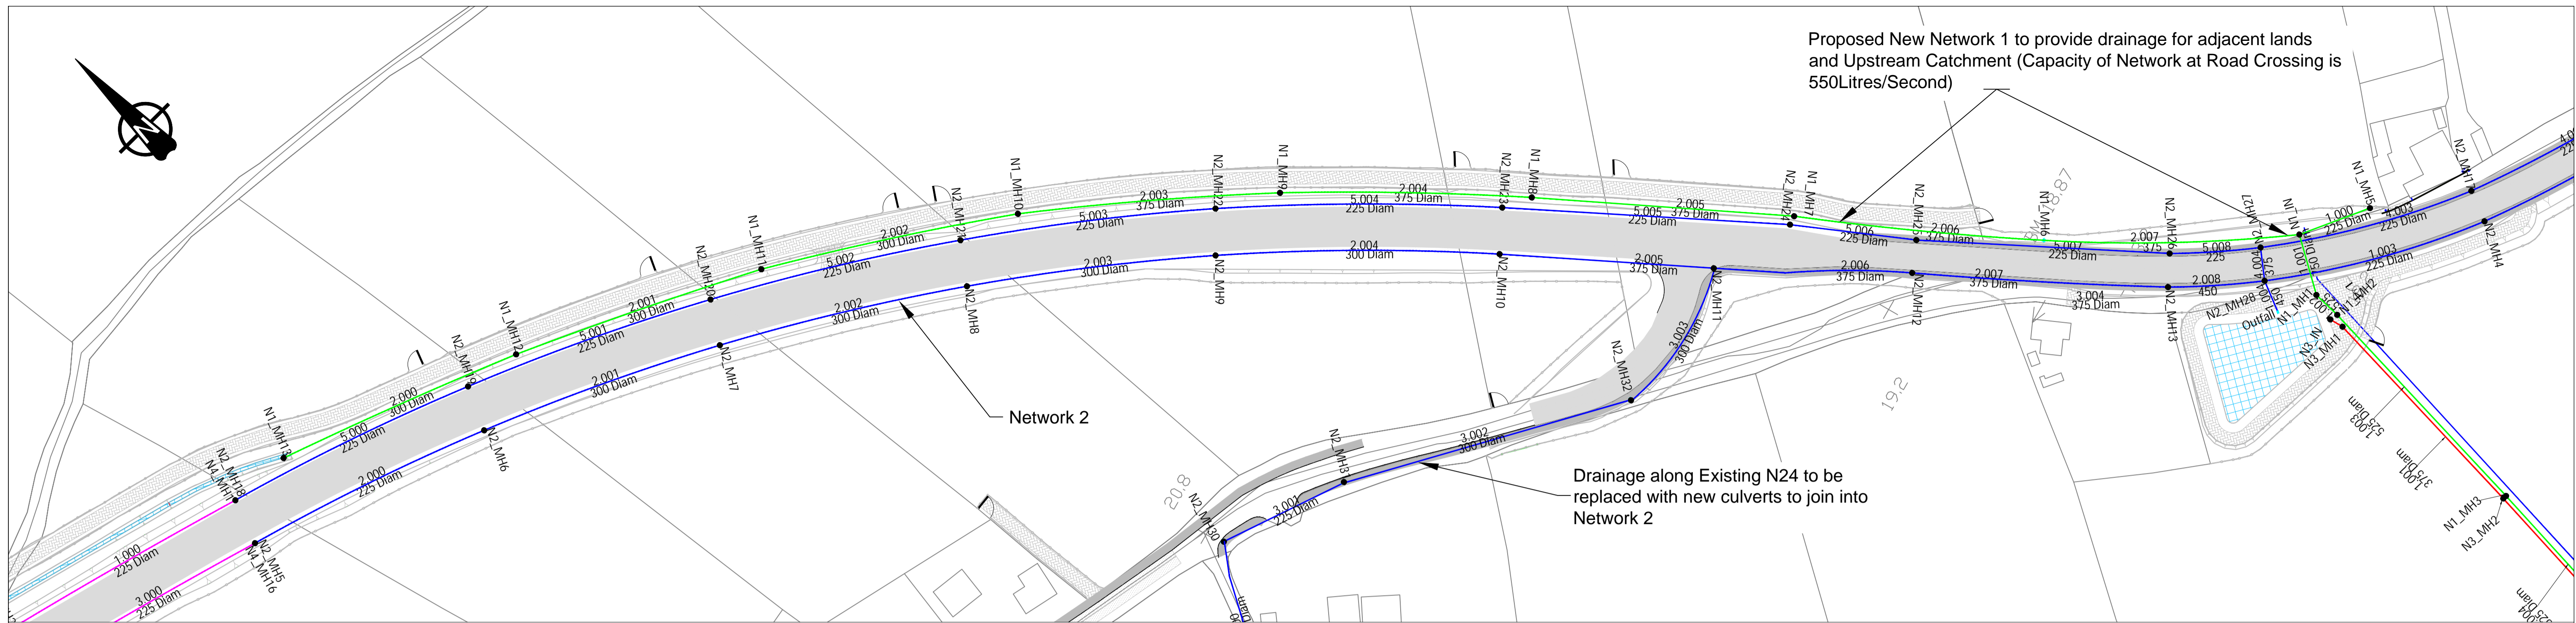 Proposed New Network 1 to provide drainage for adjacent lands
and Upstream Catchment (Capacity of Network at Road Crossing is
550Litres/Second)
Network 2
Drainage along Existing N24 to be
replaced with new culverts to join into
Network 2
N1_MH13
N1_MH12
N1_MH11
N1_MH10
N1_MH9
N1_MH8
N1_MH7
N1_MH6
N1_MH5
2.000
300 Diam
2.001
300 Diam
2.002
300 Diam
2.003
375 Diam
2.004
375 Diam
2.005
375 Diam
2.006
375 Diam
2.007
375
1.000
225 Diam
N4_MH1
N2_MH18
N2_MH19
N2_MH20
N2_MH22
N2_MH23
N2_MH24
N2_MH26
N2_MH27
N2_MH17
5.000
225 Diam
5.001
225 Diam
5.002
225 Diam
5.003
225 Diam
5.004
225 Diam
5.005
225 Diam
5.006
225 Diam
5.007
225 Diam
5.008
225
4.003
225 Diam
1.003
225 Diam
N2_MH4
1.000
225 Diam
3.000
225 Diam
N2_MH5
N4_MH16
2.000
225 Diam
N2_MH6
2.001
300 Diam
N2_MH7
2.002
300 Diam
N2_MH8
2.003
300 Diam
N2_MH9
2.004
300 Diam
N2_MH10
2.005
375 Diam
N2_MH11
2.006
375 Diam
N2_MH12
2.007
375 Diam
N2_MH13
2.008
450
3.004
375 Diam
3.003
300 Diam
N2_MH32
3.002
300 Diam
3.001
225 Diam
N2_MH30
N2_MH28
Outfall
N1_MH1
N1_MH2
N3_IN
N3_MH1
1.003
525 Diam
1.001
375 Diam
N1_MH3
N3_MH2
20.8
19.2